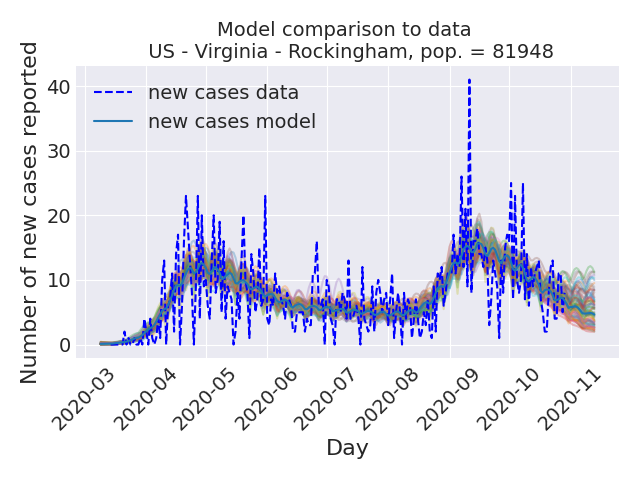 Model comparison to data
US - Virginia - Rockingham, pop. = 81948
Number of new cases reported
40
30
20
10
0
new cases data
new cases model
2020-03
2020-04
2020-05
2020-06
2020-07
2020-08
2020-09
2020-10
2020-11
Day